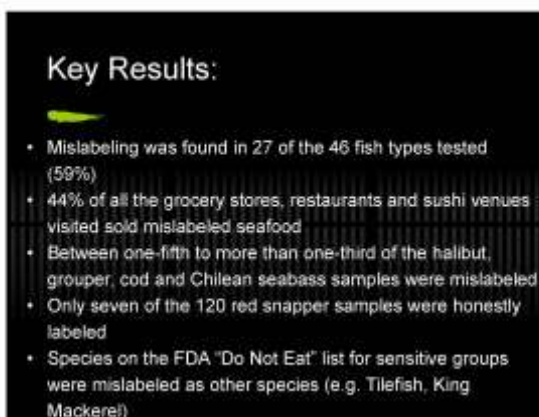 Key Results:
• Mislabeling was found in 27 of the 46 fish types tested
(59%)
• 44% of all the grocery stores, restaurants and sushi venues
visited sold mislabeled seafood
• Between one-fifth to more than one-third of the halibut,
grouper, cod and Chilean seabass samples were mislabeled
• Only seven of the 120 red snapper samples were honestly
labeled
• Species on the FDA "Do Not Eat" list for sensitive groups
were mislabeled as other species (e.g. Tilefish, King
Mackerel)